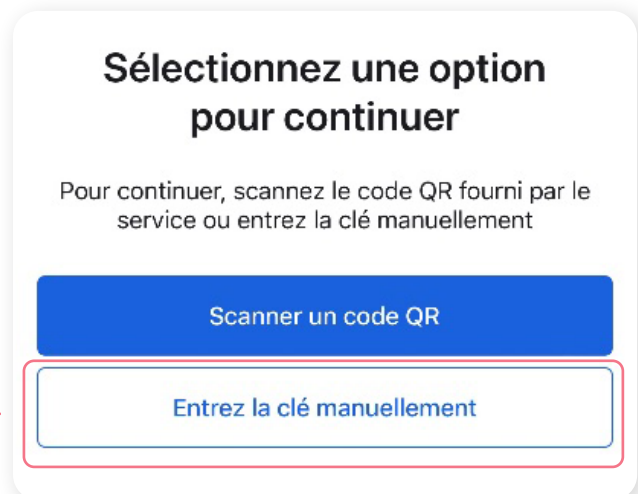 Sélectionnez une option
pour continuer
Pour continuer, scannez le code QR fourni par le
service ou entrez la clé manuellement
Scanner un code QR
Entrez la clé manuellement